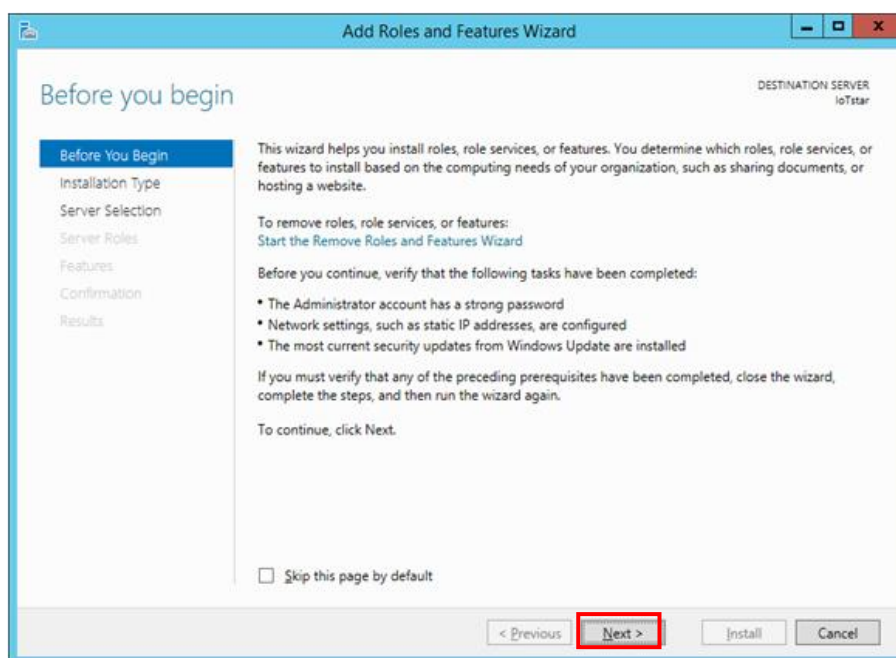 Add Roles and Features Wizard
Before you begin
DESTINATION SERVER
IoTstar
Before You Begin
Installation Type
Server Selection
Server Roles
Features
Confirmation
Results
This wizard helps you install roles, role services, or features. You determine which roles, role services, or
features to install based on the computing needs of your organization, such as sharing documents, or
hosting a website.
To remove roles, role services, or features:
Start the Remove Roles and Features Wizard
Before you continue, verify that the following tasks have been completed:
• The Administrator account has a strong password
• Network settings, such as static IP addresses, are configured
• The most current security updates from Windows Update are installed
If you must verify that any of the preceding prerequisites have been completed, close the wizard,
complete the steps, and then run the wizard again.
To continue, click Next.
Skip this page by default
< Previous
Next >
Install
Cancel